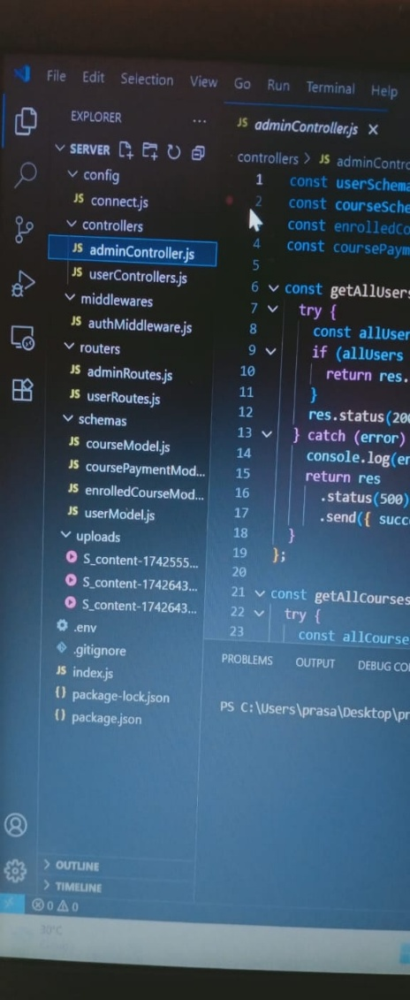 File Edit Selection View Go Run Terminal Help
EXPLORER
...
SERVER
config
JS connect.js
controllers
JS adminController.js
JS userControllers.js
middlewares
JS authMiddleware.js
routers
JS adminRoutes.js
JS userRoutes.js
schemas
JS courseModel.js
JS coursePaymentMod...
JS enrolledCourseMod...
JS userModel.js
uploads
S_content-1742555...
S_content-1742643...
S_content-1742643...
.env
.gitignore
JS index.js
{} package-lock.json
{} package.json
OUTLINE
TIMELINE
0 0
30°C
JS adminController.js X
controllers > JS adminContro
1 const userSchema
2 const courseSche
const enrolledCo
4 const coursePaym
5
6 const getAllUsers
7 try {
8 const allUser
9 if (allUsers
10 return res.
11 }
12 res.status(200
13 } catch (error)
14 console.log(er
15 return res
16 .status(500)
17 .send({ succe
18 }
19 };
20
21 const getAllCourses
22 try {
23 const allCourse
PROBLEMS OUTPUT DEBUG CO
PS C:\Users\prasa\Desktop\pr